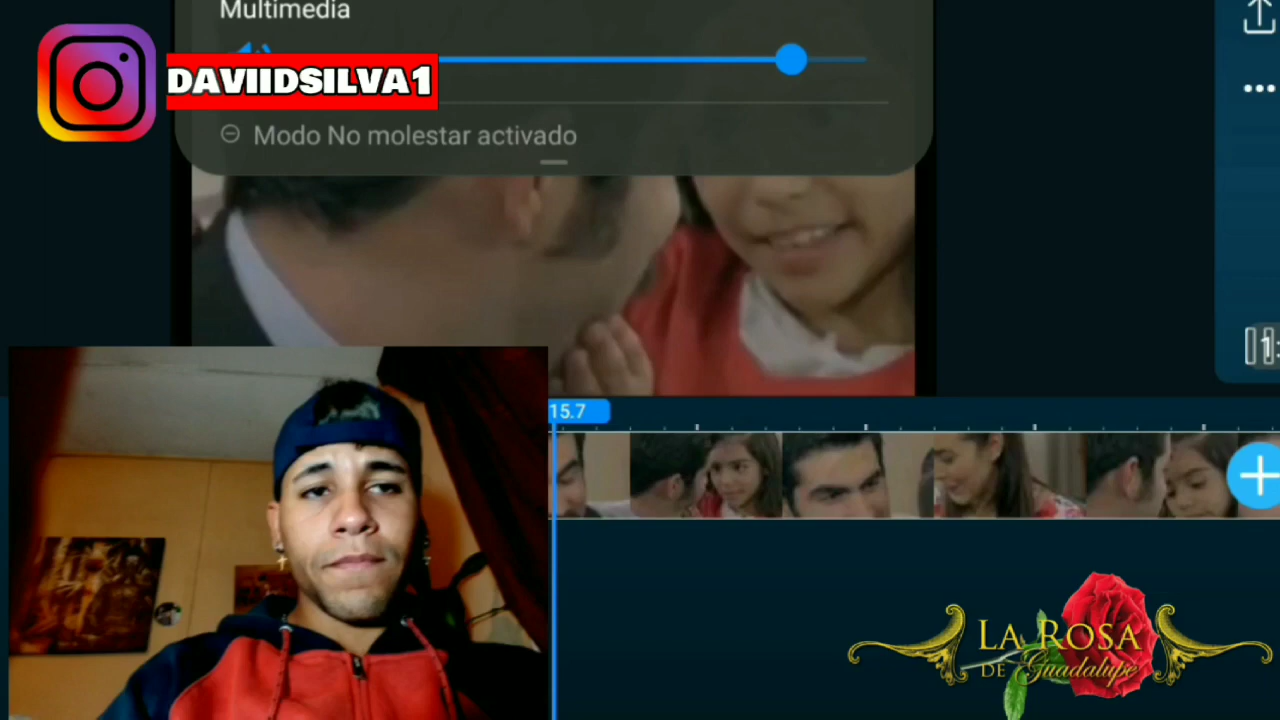 Multimedia
DAVIIDSILVA1
Modo No molestar activado
15.7
LA ROSA
DE Guadalupe